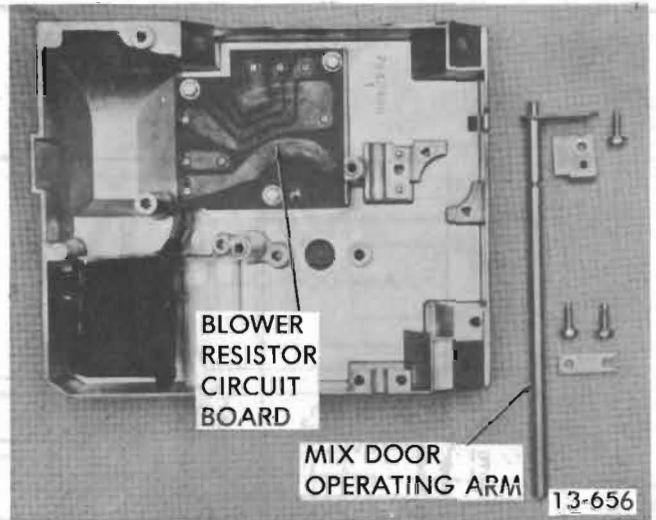 BLOWER
RESISTOR
CIRCUIT
BOARD
MIX DOOR
OPERATING ARM
13-656